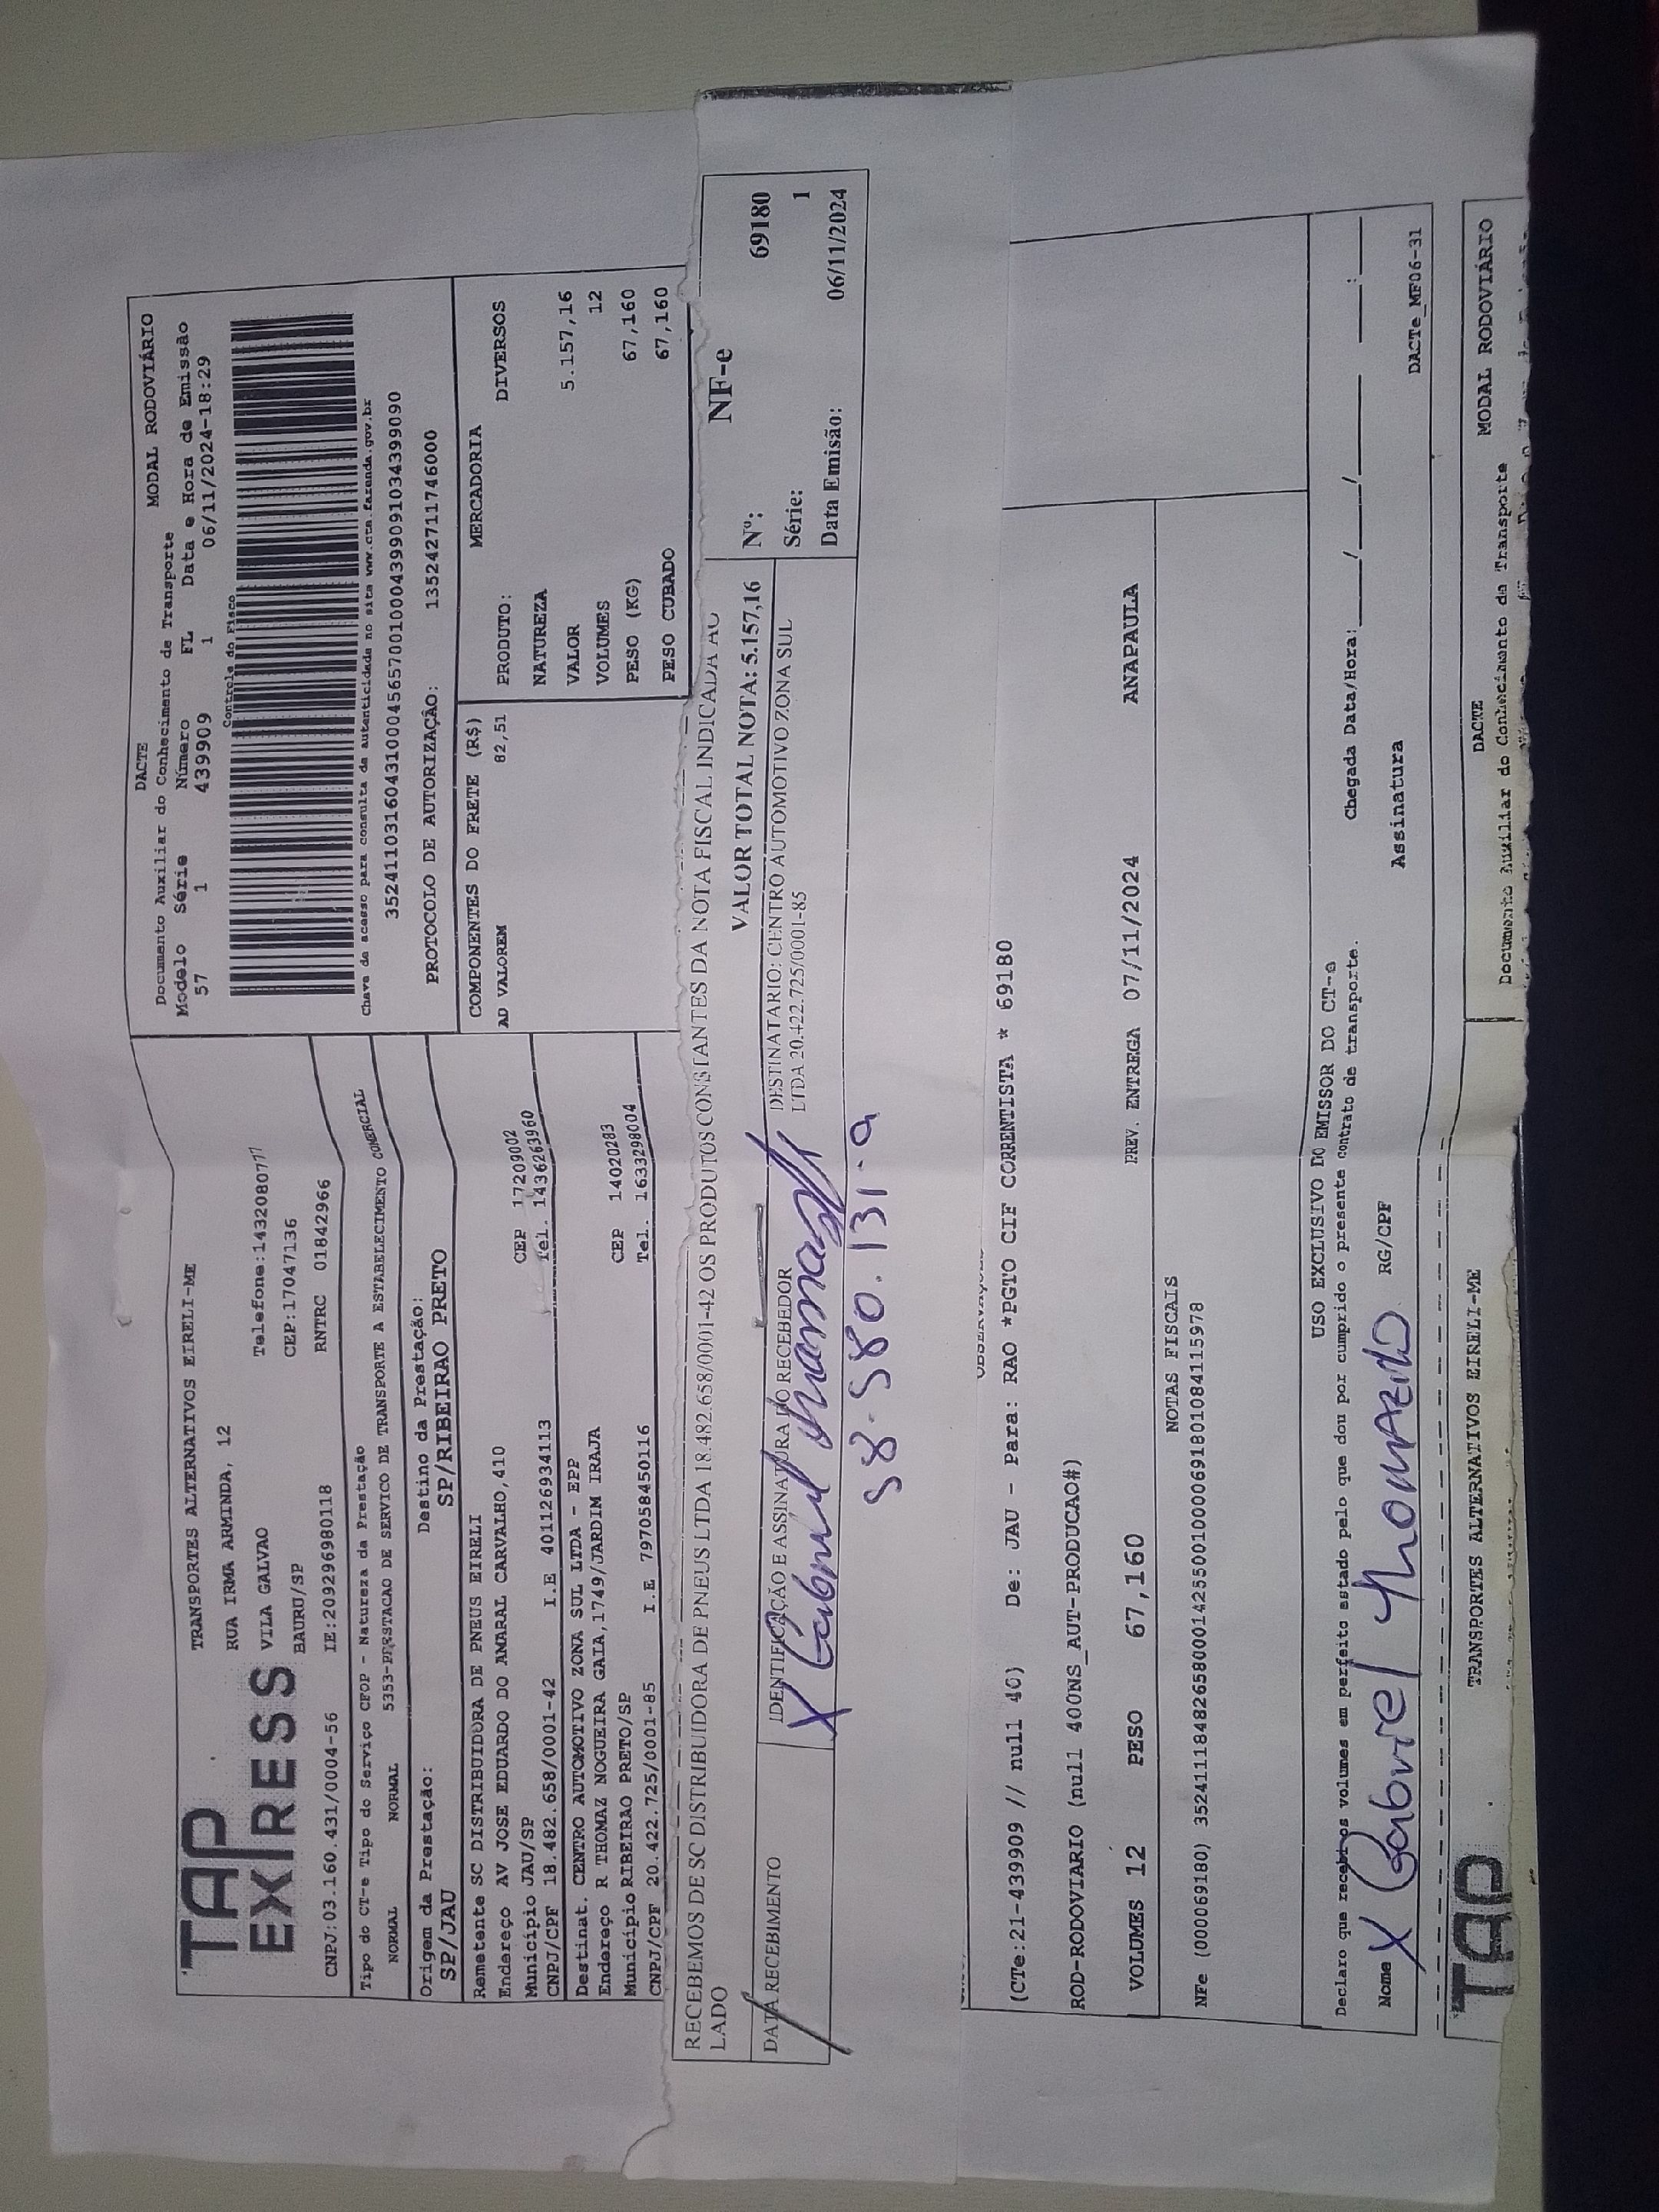 TAP
EXPRESS
TRANSPORTES ALTERNATIVOS EIRELI-ME
RUA IRMA ARMINDA, 12
VILA GALVAO Telefone:1432080777
BAURU/SP CEP:17047136
CNPJ:03.160.431/0004-56 IE:209296980118 RNTRC 01842966
Tipo do CT-e Tipo do Serviço CFOP - Natureza da Prestação
NORMAL NORMAL 5353-PRESTACAO DE SERVICO DE TRANSPORTE A ESTABELECIMENTO COMERCIAL
Origem da Prestação: Destino da Prestação:
SP/JAU SP/RIBEIRAO PRETO
Remetente SC DISTRIBUIDORA DE PNEUS EIRELI
Endereço AV JOSE EDUARDO DO AMARAL CARVALHO,410 CEP 17209002
Município JAU/SP Tel. 1436263960
CNPJ/CPF 18.482.658/0001-42 I.E 401126934113
Destinat. CENTRO AUTOMOTIVO ZONA SUL LTDA - EPP
Endereço R THOMAZ NOGUEIRA GAIA,1749/JARDIM IRAJA CEP 14020283
Município RIBEIRAO PRETO/SP Tel. 1633298004
CNPJ/CPF 20.422.725/0001-85 I.E 797058450116
DACTE MODAL RODOVIÁRIO
Documento Auxiliar do Conhecimento de Transporte
Modelo Série Número FL Data e Hora de Emissão
57 1 439909 1 06/11/2024-18:29
Controle do Fisco
Chave de acesso para consulta de autenticidade no site www.cte.fazenda.gov.br
35241103160431000456570010004399091034399090
PROTOCOLO DE AUTORIZAÇÃO: 135242711746000
COMPONENTES DO FRETE (R$) MERCADORIA
AD VALOREM 82,51 PRODUTO: DIVERSOS
NATUREZA
VALOR 5.157,16
VOLUMES 12
PESO (KG) 67,160
PESO CUBADO 67,160
RECEBEMOS DE SC DISTRIBUIDORA DE PNEUS LTDA 18.482.658/0001-42 OS PRODUTOS CONSTANTES DA NOTA FISCAL INDICADA AO
LADO
VALOR TOTAL NOTA: 5.157,16
DATA RECEBIMENTO IDENTIFICAÇÃO E ASSINATURA DO RECEBEDOR DESTINATARIO: CENTRO AUTOMOTIVO ZONA SUL
LTDA 20.422.725/0001-85
X Gabriel
58.580.131-9
NF-e
Nº: 69180
Série: 1
Data Emissão: 06/11/2024
(CTe:21-439909 // null 40) De: JAU - Para: RAO *PGTO CIF CORRENTISTA * 69180
ROD-RODOVIARIO (null 400NS_AUT-PRODUCAO#)
VOLUMES 12 PESO 67,160 PREV. ENTREGA 07/11/2024 ANAPAULA
NOTAS FISCAIS
NFe (000069180) 35241118482658000142550010000691801084115978
USO EXCLUSIVO DO EMISSOR DO CT-e
Declaro que recebi os volumes em perfeito estado pelo que dou por cumprido o presente contrato de transporte. Chegada Data/Hora:____/____/____ ___:___
Nome X Gabriel Thomazino RG/CPF Assinatura
DACTe_MF06-31
TAP
TRANSPORTES ALTERNATIVOS EIRELI-ME
DACTE MODAL RODOVIÁRIO
Documento Auxiliar do Conhecimento de Transporte